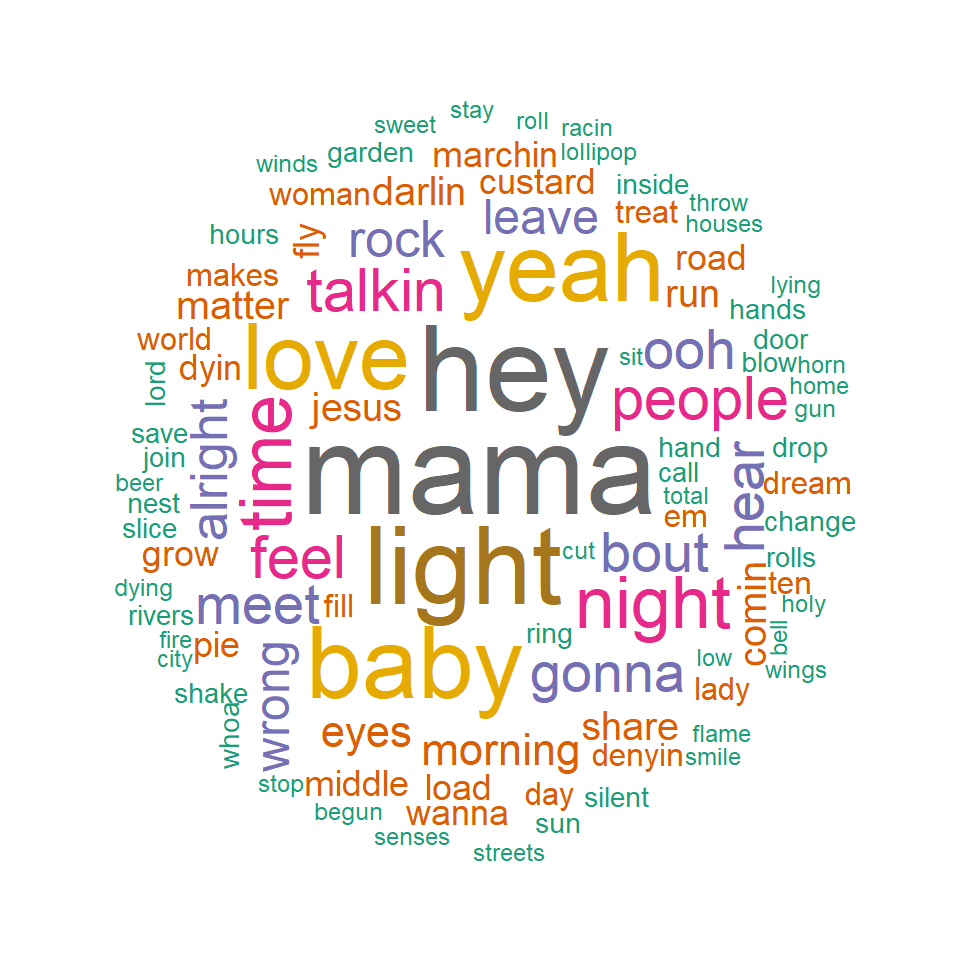 stay
sweet
roll
racin
winds
garden
marchin
lollipop
woman
darlin
custard
inside
throw
houses
hours
fly
rock
leave
treat
makes
talkin
yeah
road
matter
run
lying
hands
world
love
hey
sit
ooh
door
dyin
blow
horn
lord
jesus
people
home
gun
save
alright
time
mama
hand
hear
drop
join
call
beer
total
dream
nest
slice
em
change
grow
feel
light
cut
bout
rolls
dying
ten
rivers
meet
fill
night
comin
holy
fire
pie
ring
bell
city
baby
gonna
low
wings
shake
wrong
lady
whoa
eyes
share
flame
morning
denyin
smile
stop
middle
load
day
silent
begun
wanna
sun
senses
streets